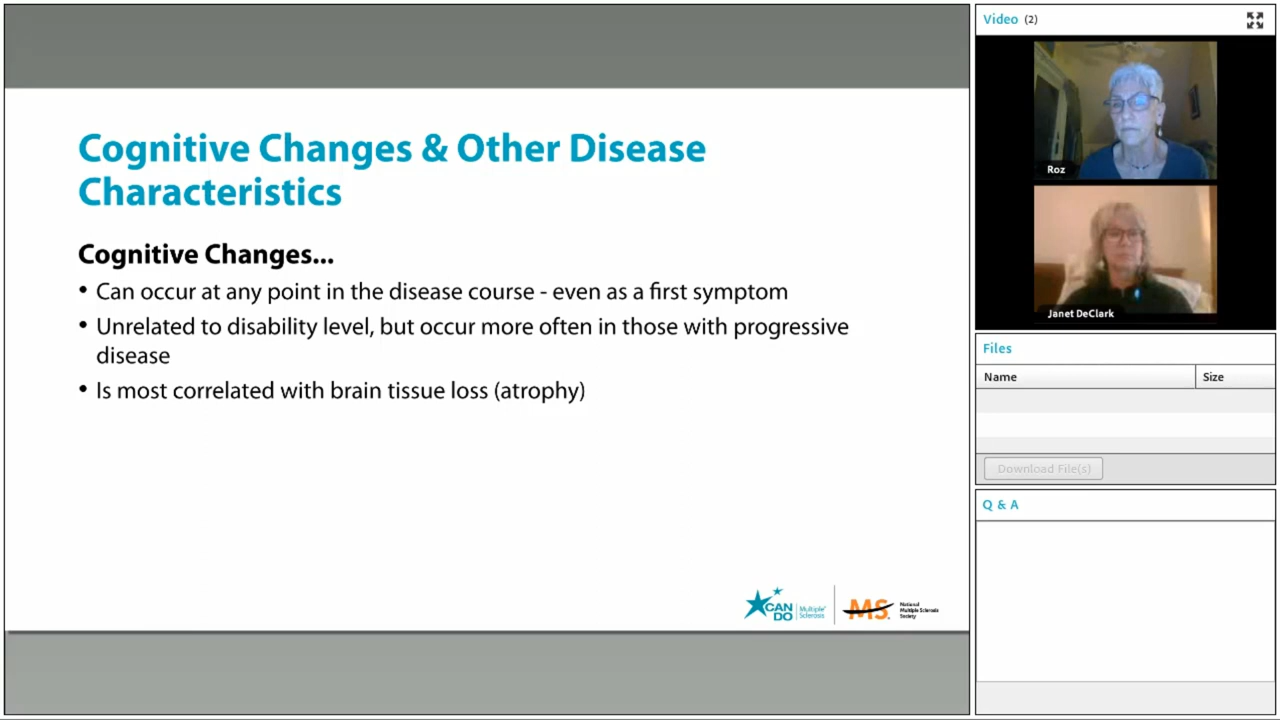 Cognitive Changes & Other Disease
Characteristics
Cognitive Changes...
• Can occur at any point in the disease course - even as a first symptom
• Unrelated to disability level, but occur more often in those with progressive
disease
• Is most correlated with brain tissue loss (atrophy)
CAN
DO
Multiple
Sclerosis
MS
National
Multiple Sclerosis
Society
Video (2)
Roz
Janet DeClark
Files
Name Size
Download File(s)
Q & A